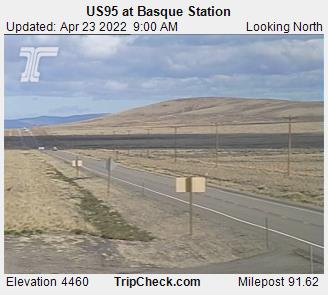 US95 at Basque Station
Updated: Apr 23 2022 9:00 AM Looking North
Elevation 4460 TripCheck.com Milepost 91.62